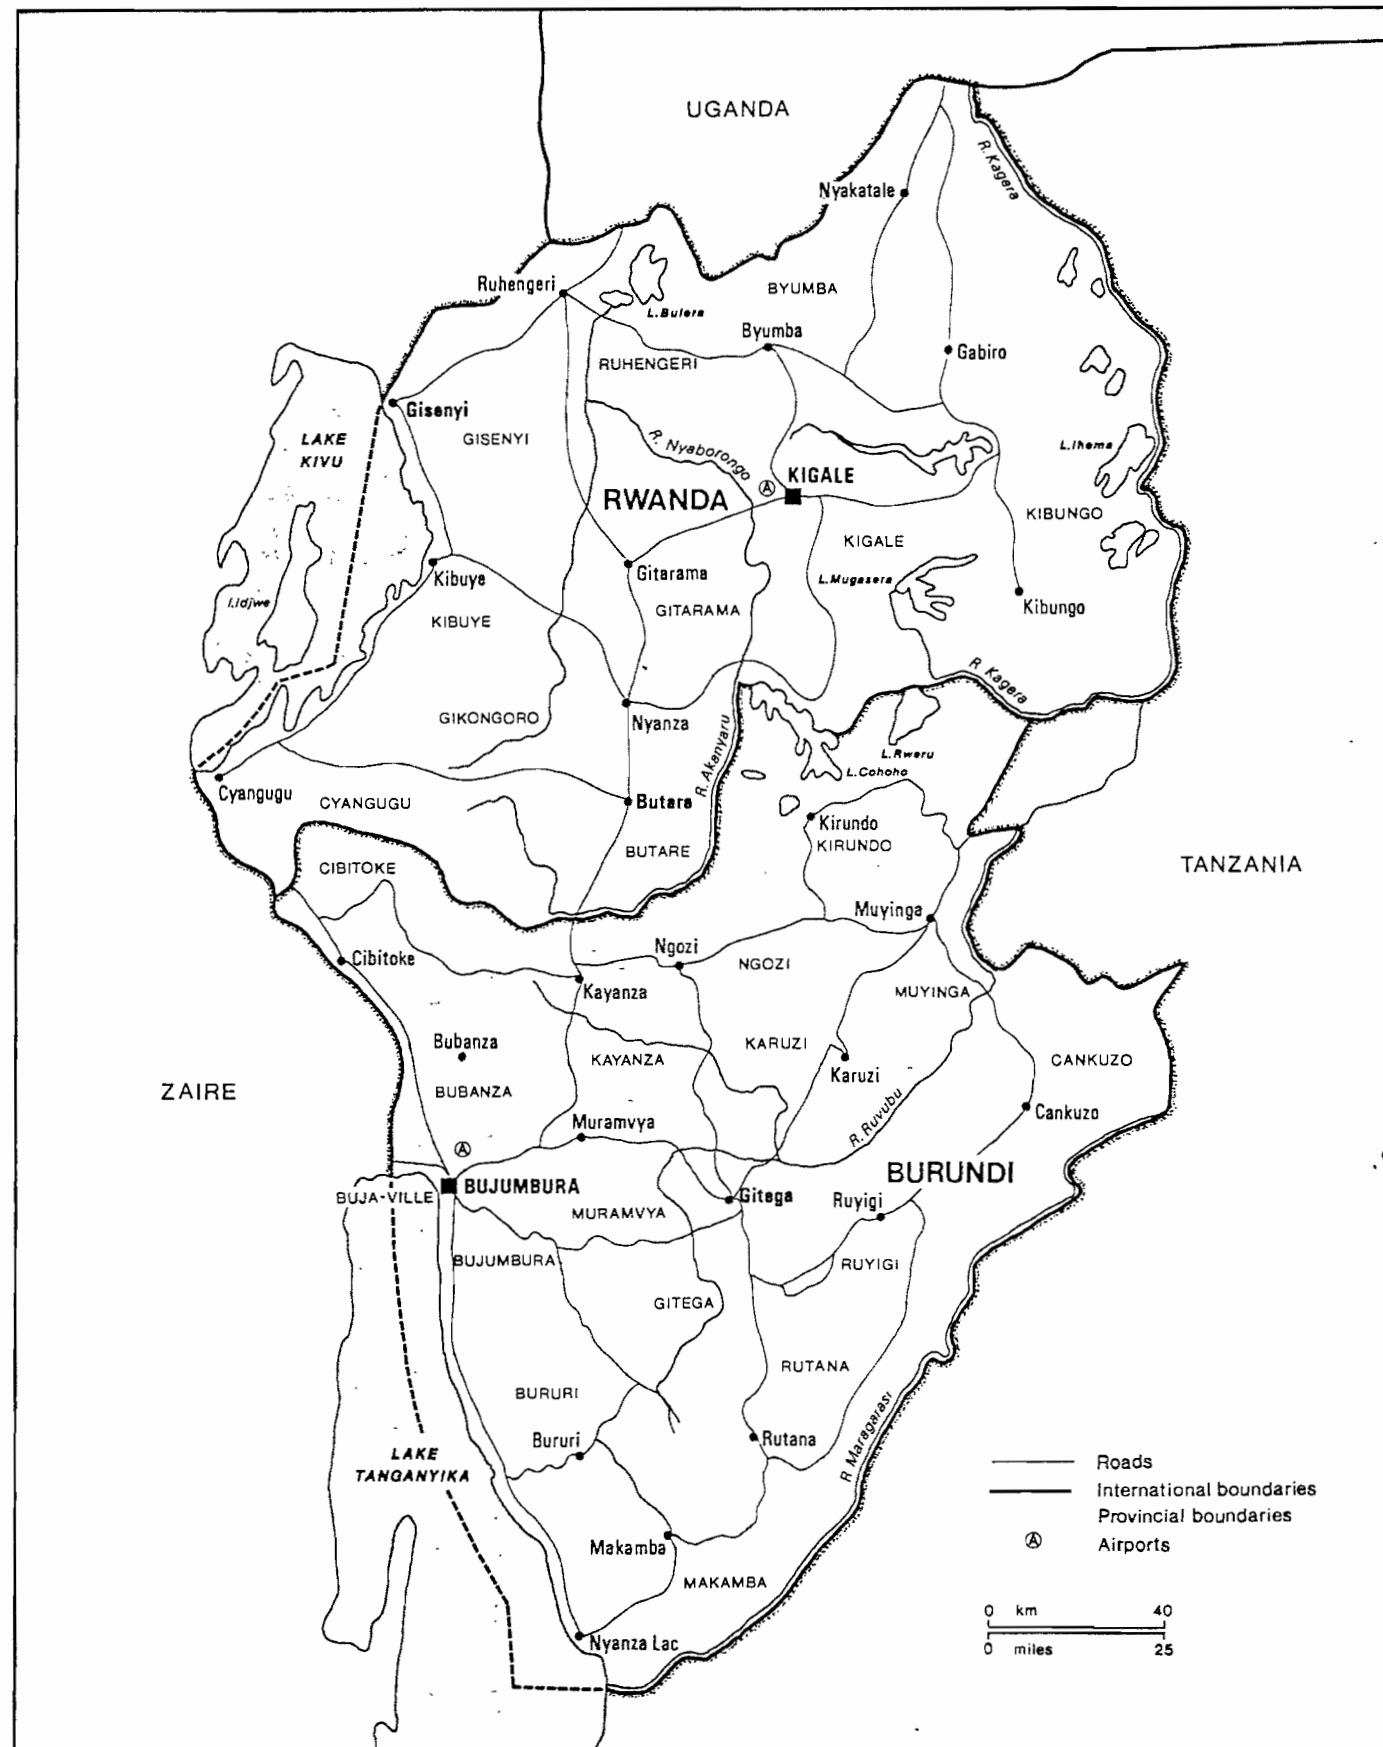 UGANDA
R. Kagera
Nyakatale
Ruhengeri
BYUMBA
L.Bulera
Byumba
Gabiro
RUHENGERI
Gisenyi
GISENYI
LAKE
KIVU
R. Nyaborongo
L.Ihema
KIGALE
RWANDA
KIBUNGO
KIGALE
Kibuye
Gitarama
L.Mugesera
I.Idjwe
Kibungo
GITARAMA
KIBUYE
R. Kagera
GIKONGORO
Nyanza
R. Akanyaru
L.Rweru
L.Cohoho
Cyangugu
CYANGUGU
Butara
Kirundo
KIRUNDO
BUTARE
TANZANIA
CIBITOKE
Muyinga
Cibitoke
Ngozi
NGOZI
Kayanza
MUYINGA
Bubanza
KAYANZA
KARUZI
CANKUZO
Karuzi
ZAIRE
BUBANZA
Muramvya
R. Ruvubu
Cankuzo
BURUNDI
BUJA-VILLE
BUJUMBURA
Gitega
Ruyigi
MURAMVYA
BUJUMBURA
RUYIGI
GITEGA
RUTANA
BURURI
R. Maragarasi
Bururi
Rutana
LAKE
TANGANYIKA
Roads
International boundaries
Provincial boundaries
A Airports
Makamba
MAKAMBA
0 km 40
0 miles 25
Nyanza Lac